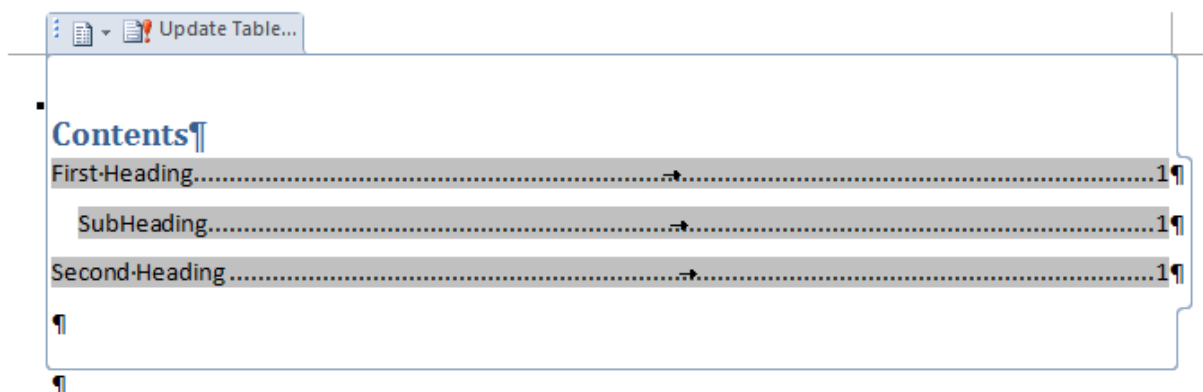 Update Table...
Contents¶
First·Heading..........................................................→..........................................................1¶
SubHeading..........................................................→..........................................................1¶
Second·Heading..........................................................→..........................................................1¶
¶
¶